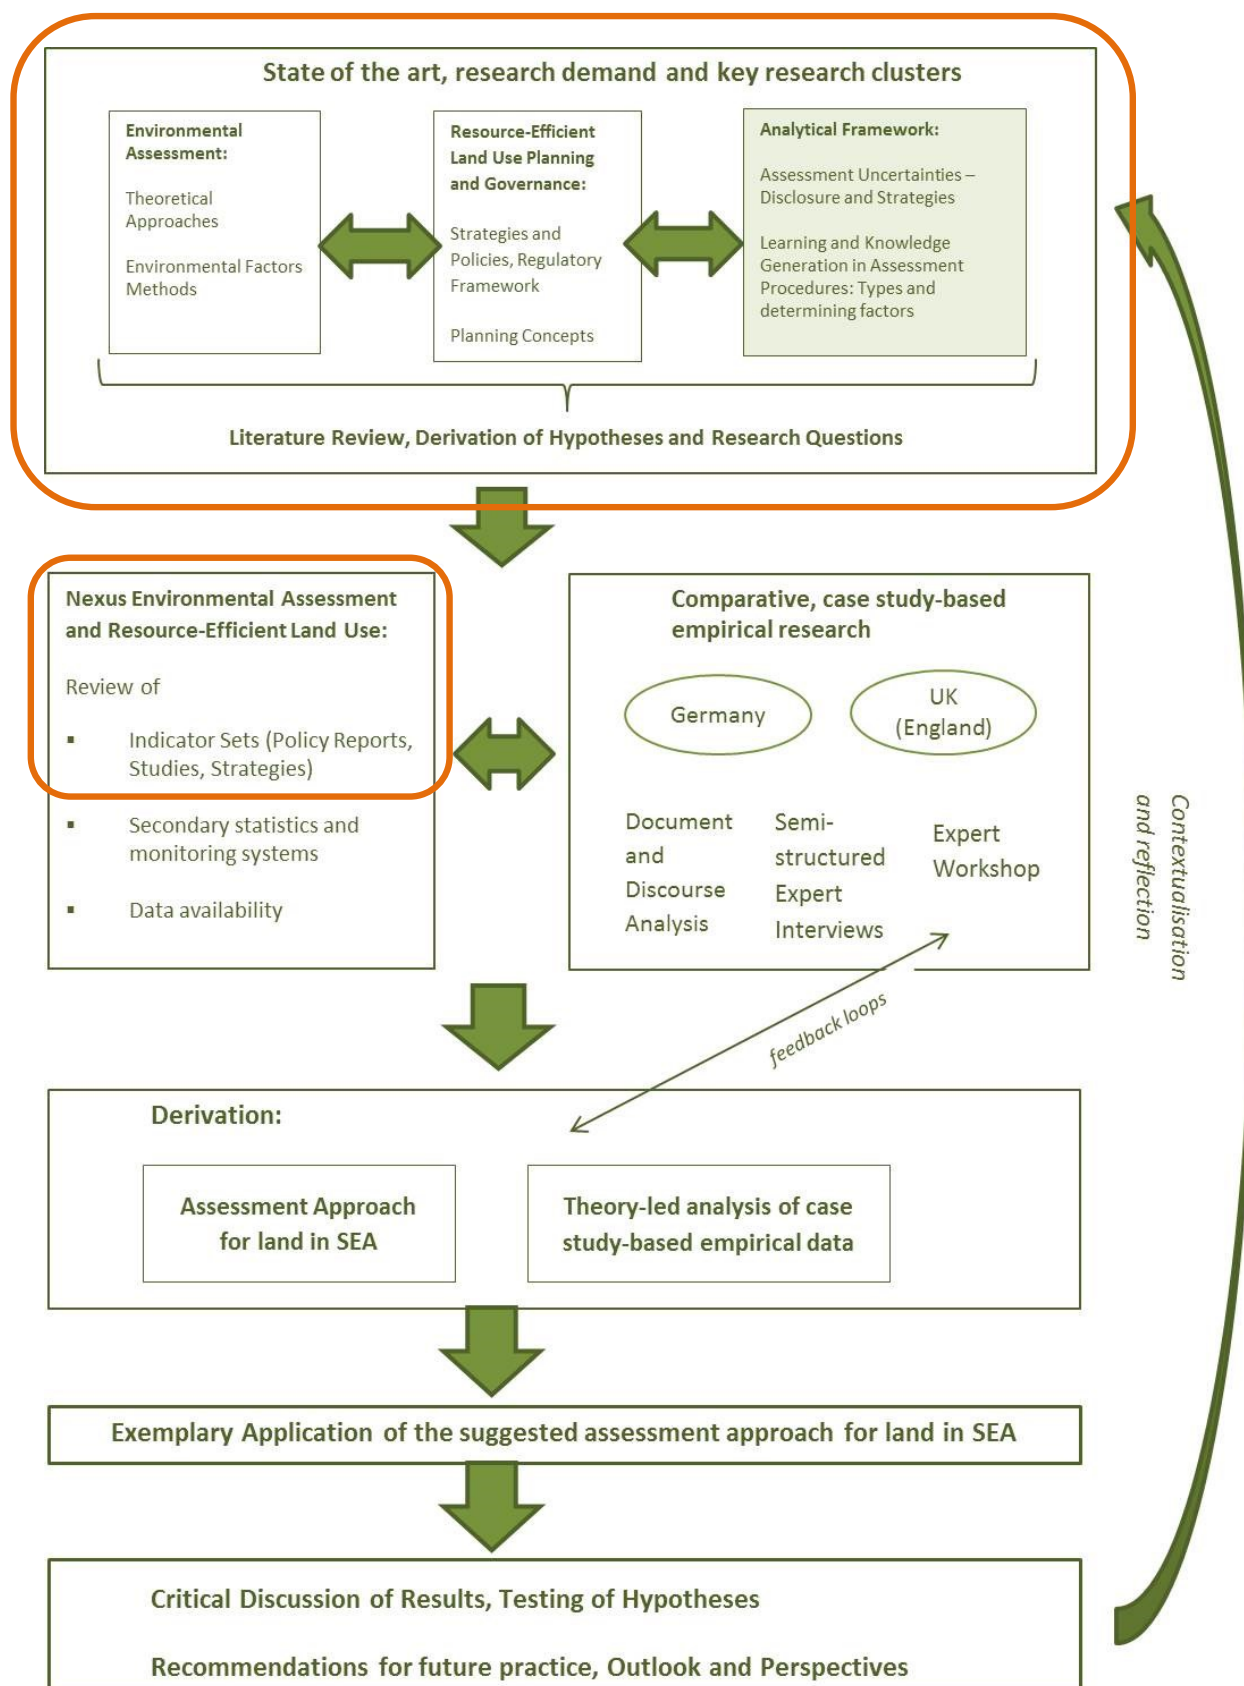 State of the art, research demand and key research clusters
Environmental
Assessment:
Theoretical
Approaches
Environmental Factors
Methods
Resource-Efficient
Land Use Planning
and Governance:
Strategies and
Policies, Regulatory
Framework
Planning Concepts
Analytical Framework:
Assessment Uncertainties –
Disclosure and Strategies
Learning and Knowledge
Generation in Assessment
Procedures: Types and
determining factors
Literature Review, Derivation of Hypotheses and Research Questions
Nexus Environmental Assessment
and Resource-Efficient Land Use:
Review of
▪ Indicator Sets (Policy Reports,
Studies, Strategies)
▪ Secondary statistics and
monitoring systems
▪ Data availability
Comparative, case study-based
empirical research
Germany
UK
(England)
Document
and
Discourse
Analysis
Semi-
structured
Expert
Interviews
Expert
Workshop
feedback loops
Contextualisation
and reflection
Derivation:
Assessment Approach
for land in SEA
Theory-led analysis of case
study-based empirical data
Exemplary Application of the suggested assessment approach for land in SEA
Critical Discussion of Results, Testing of Hypotheses
Recommendations for future practice, Outlook and Perspectives